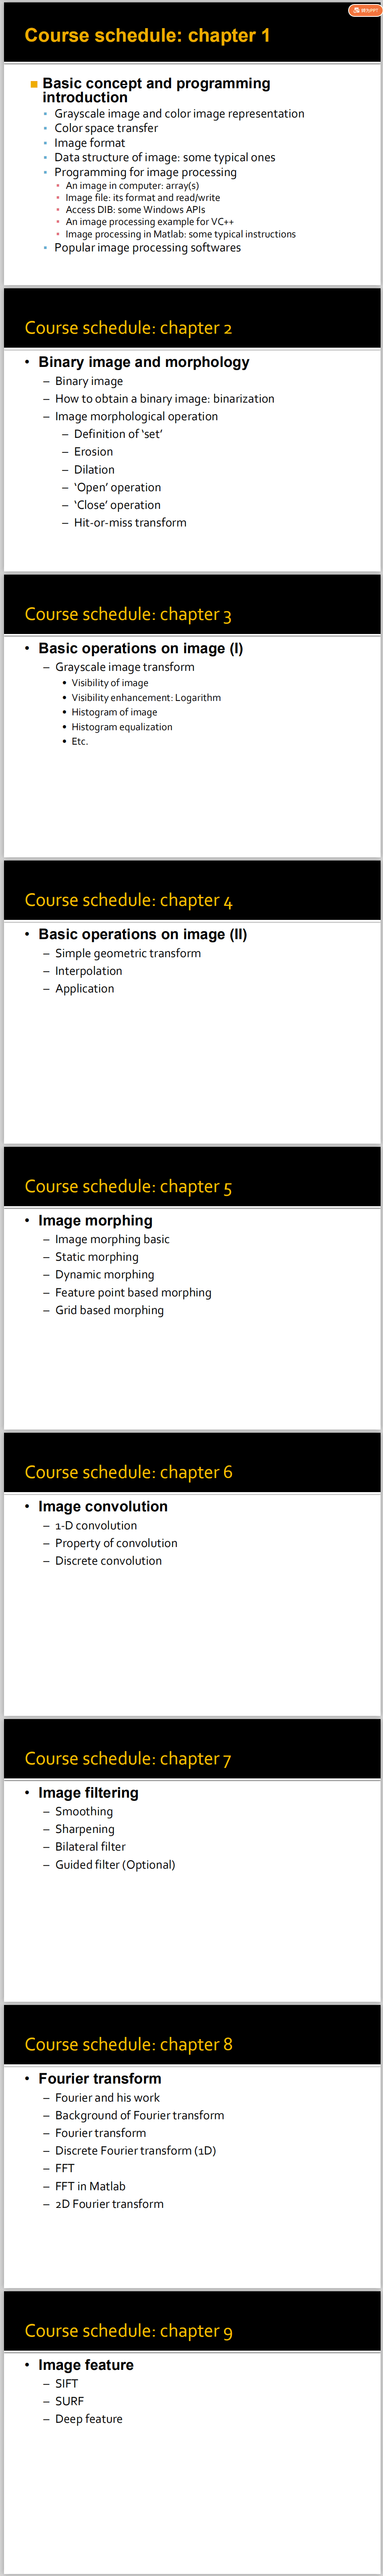 Course schedule: chapter 1
Basic concept and programming
introduction
Grayscale image and color image representation
Color space transfer
Image format
Data structure of image: some typical ones
Programming for image processing
An image in computer: array(s)
Image file: its format and read/write
Access DIB: some Windows APIs
An image processing example for VC++
Image processing in Matlab: some typical instructions
Popular image processing softwares
Course schedule: chapter 2
• Binary image and morphology
– Binary image
– How to obtain a binary image: binarization
– Image morphological operation
– Definition of ‘set’
– Erosion
– Dilation
– ‘Open’ operation
– ‘Close’ operation
– Hit-or-miss transform
Course schedule: chapter 3
• Basic operations on image (I)
– Grayscale image transform
• Visibility of image
• Visibility enhancement: Logarithm
• Histogram of image
• Histogram equalization
• Etc.
Course schedule: chapter 4
• Basic operations on image (II)
– Simple geometric transform
– Interpolation
– Application
Course schedule: chapter 5
• Image morphing
– Image morphing basic
– Static morphing
– Dynamic morphing
– Feature point based morphing
– Grid based morphing
Course schedule: chapter 6
• Image convolution
– 1-D convolution
– Property of convolution
– Discrete convolution
Course schedule: chapter 7
• Image filtering
– Smoothing
– Sharpening
– Bilateral filter
– Guided filter (Optional)
Course schedule: chapter 8
• Fourier transform
– Fourier and his work
– Background of Fourier transform
– Fourier transform
– Discrete Fourier transform (1D)
– FFT
– FFT in Matlab
– 2D Fourier transform
Course schedule: chapter 9
• Image feature
– SIFT
– SURF
– Deep feature